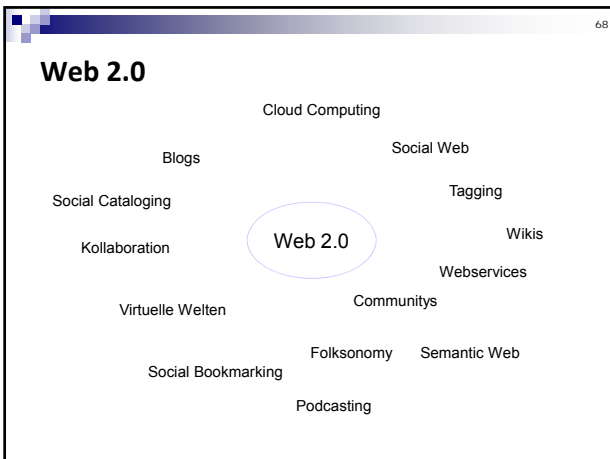 68
Web 2.0
Cloud Computing
Social Web
Blogs
Tagging
Social Cataloging
Wikis
Web 2.0
Kollaboration
Webservices
Communitys
Virtuelle Welten
Folksonomy
Semantic Web
Social Bookmarking
Podcasting